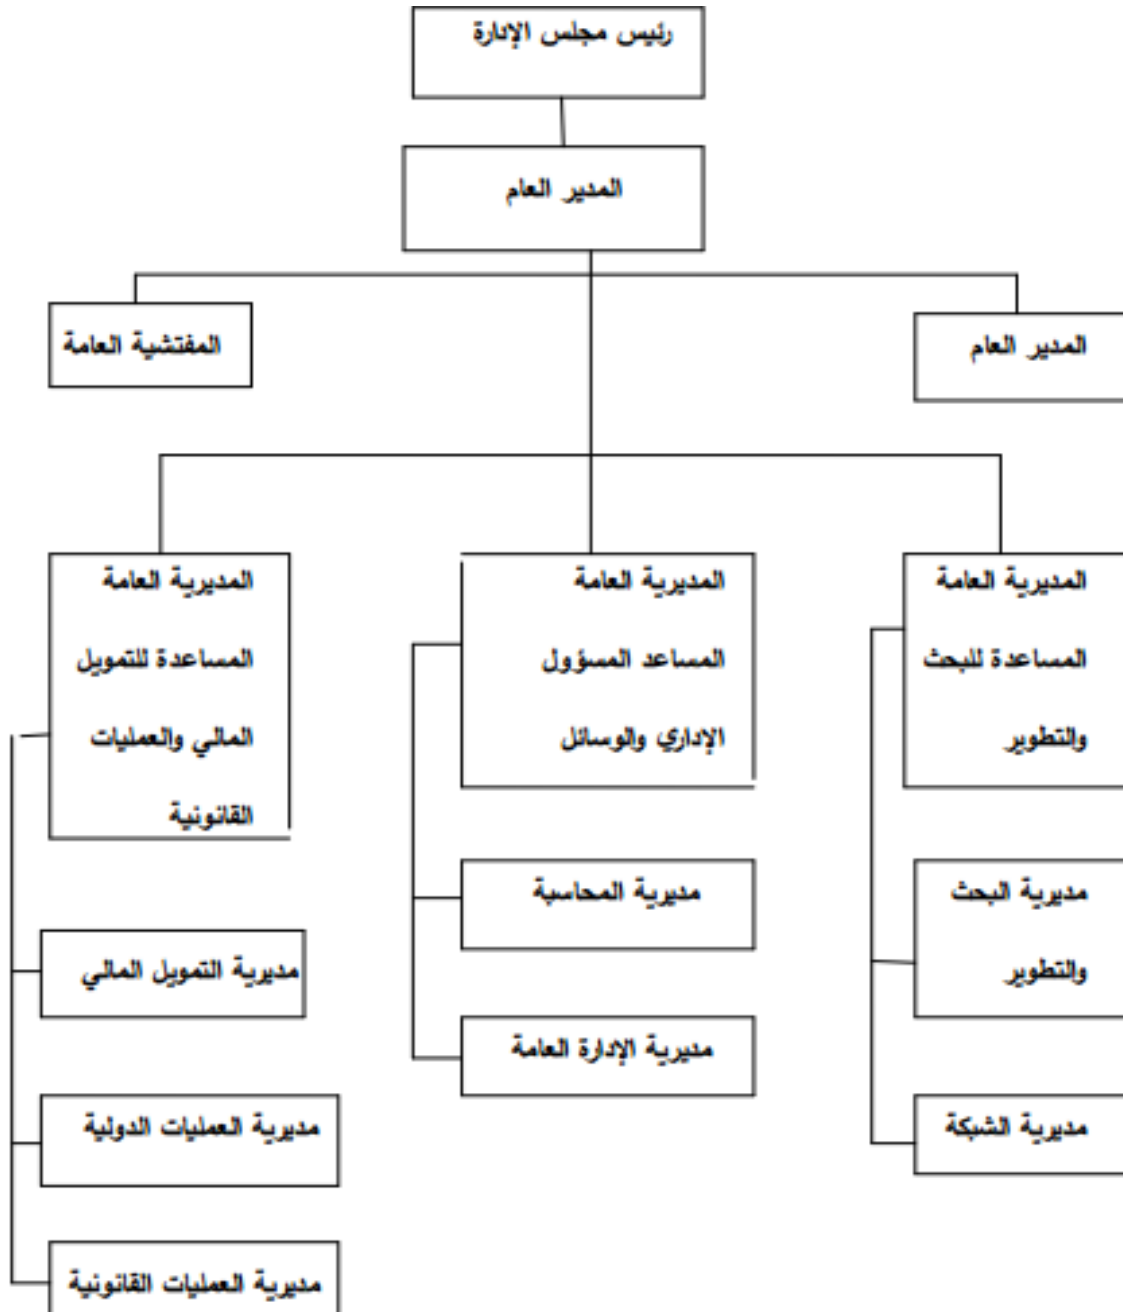 رئيس مجلس الإدارة
المدير العام
المدير العام
المفتشية العامة
المديرية العامة
المساعدة للبحث
والتطوير
المديرية العامة
المساعد المسؤول
الإداري والوسائل
المديرية العامة
المساعدة للتمويل
المالي والعمليات
القانونية
مديرية البحث
والتطوير
مديرية الشبكة
مديرية المحاسبة
مديرية الإدارة العامة
مديرية التمويل المالي
مديرية العمليات الدولية
مديرية العمليات القانونية